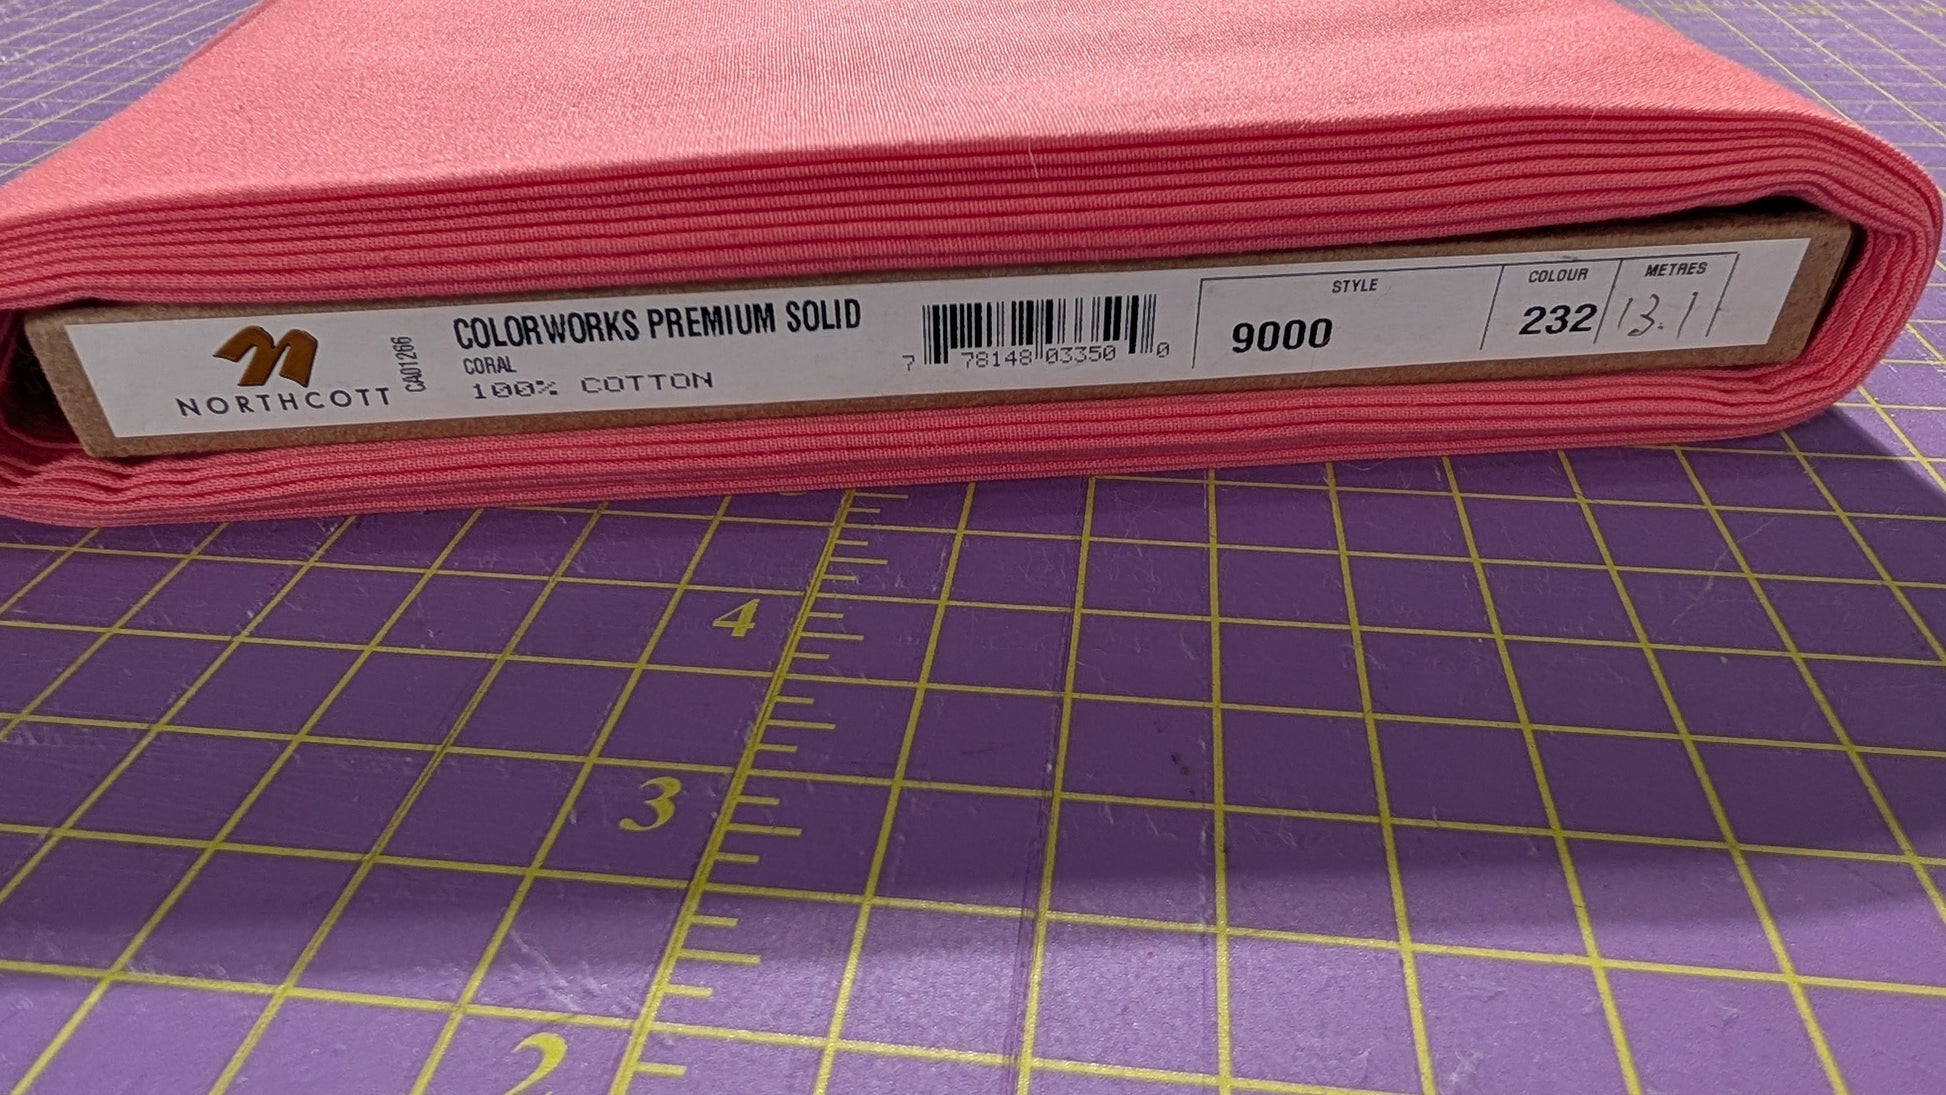 NORTHCOTT
CA01266
COLORWORKS PREMIUM SOLID
CORAL
100% COTTON
7 78148 03350 0
STYLE
9000
COLOUR
232
METRES
13.11
4
3
2